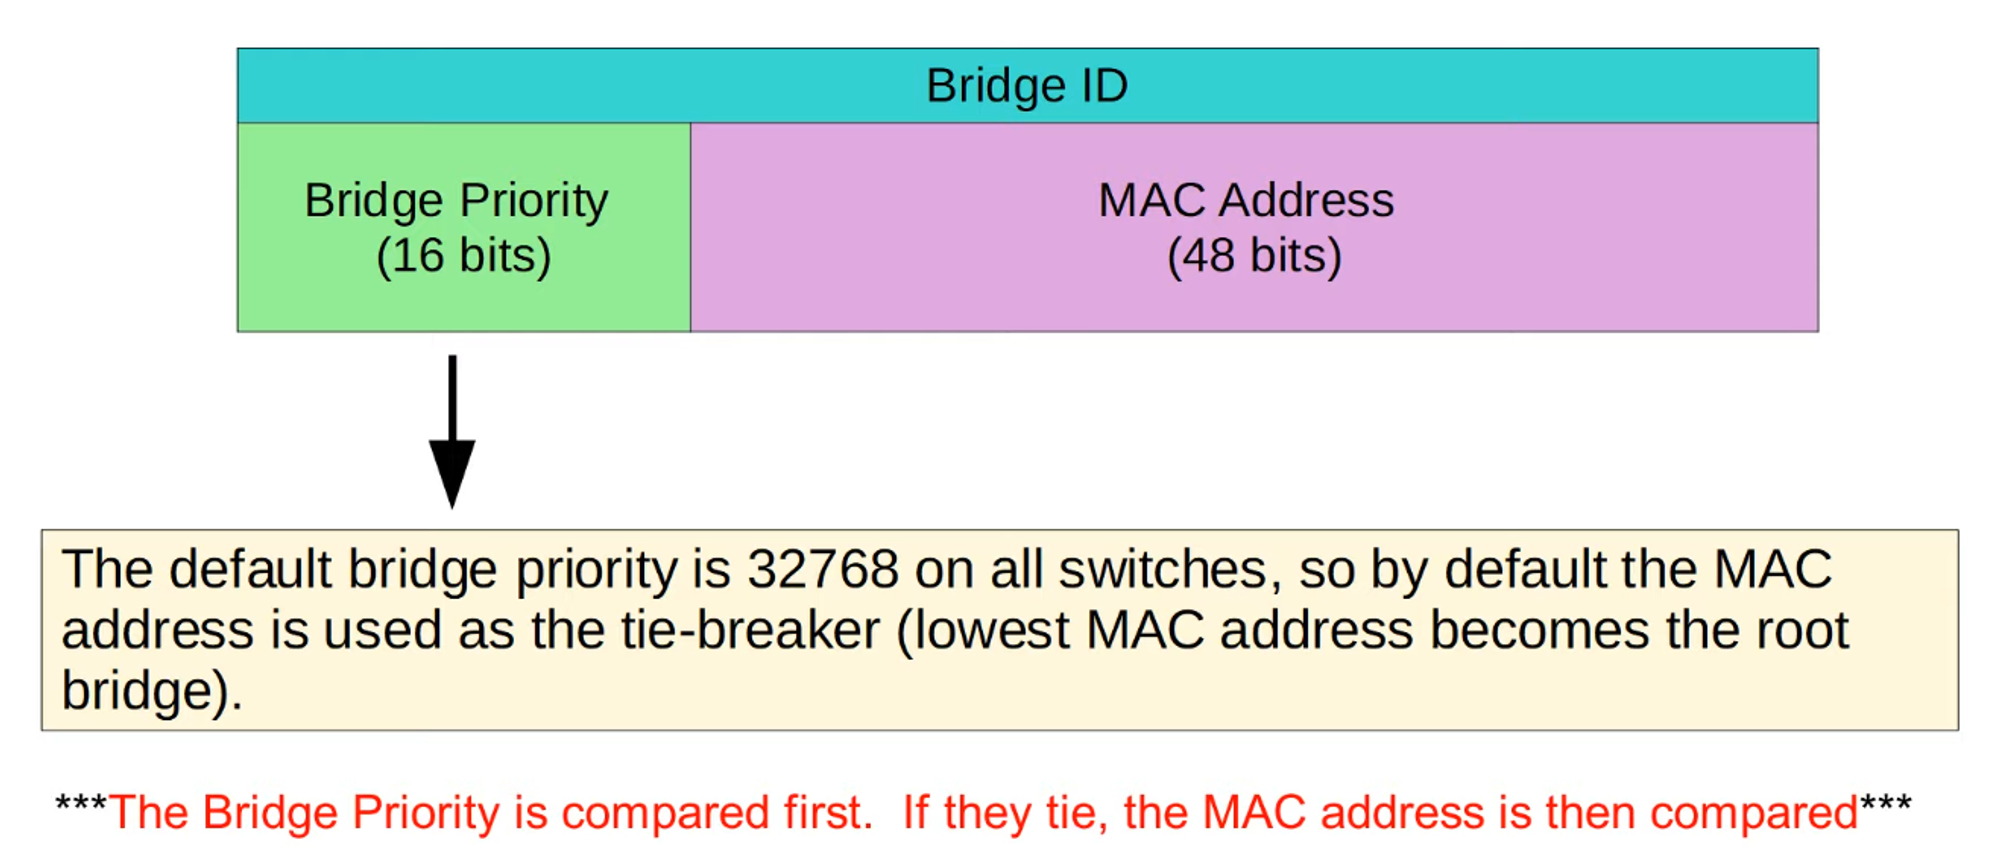 Bridge ID
Bridge Priority
(16 bits)
MAC Address
(48 bits)
The default bridge priority is 32768 on all switches, so by default the MAC
address is used as the tie-breaker (lowest MAC address becomes the root
bridge).
***The Bridge Priority is compared first.  If they tie, the MAC address is then compared***